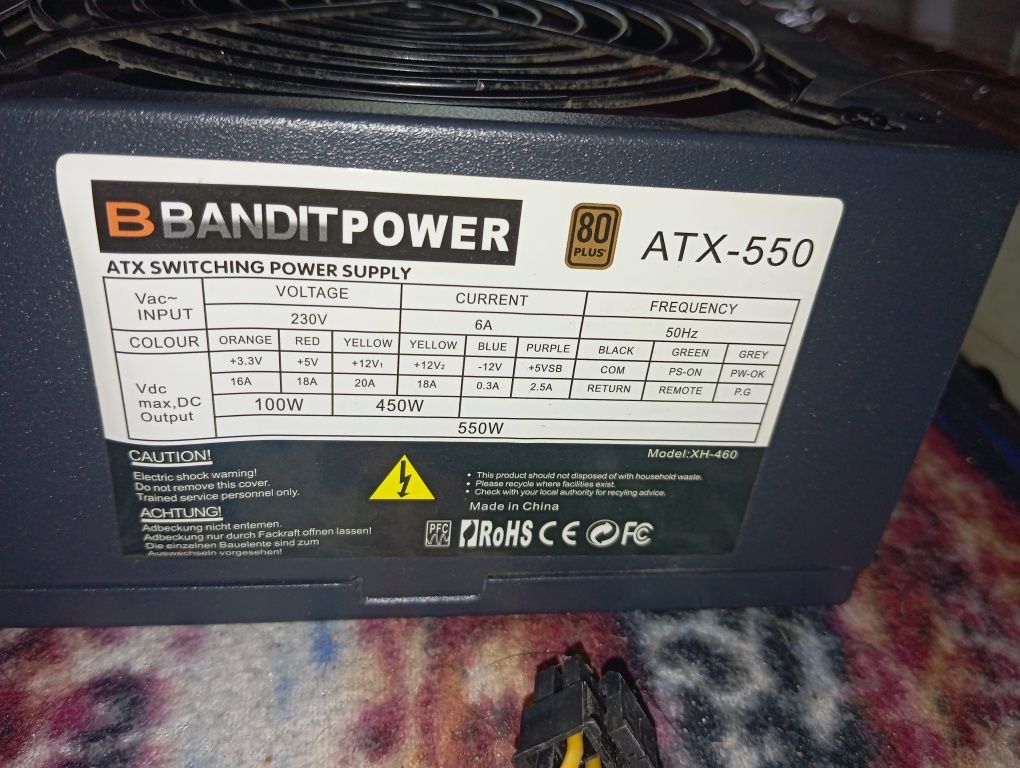 B BANDITPOWER
80 PLUS
ATX-550
ATX SWITCHING POWER SUPPLY
Vac~ INPUT VOLTAGE CURRENT FREQUENCY
230V 6A 50Hz
COLOUR ORANGE RED YELLOW YELLOW BLUE PURPLE BLACK GREEN GREY
Vdc max,DC Output
+3.3V +5V +12V₁ +12V₂ -12V +5VSB COM PS-ON PW-OK
16A 18A 20A 18A 0.3A 2.5A RETURN REMOTE P.G
100W 450W
550W
Model:XH-460
CAUTION!
Electric shock warning!
Do not remove this cover.
Trained service personnel only.
ACHTUNG!
Adbeckung nicht entemen.
Adbeckung nur durch Fackraft offnen lassen!
Die einzelnen Bauelente sind zum
Auswechseln vorgesehen!
• This product should not disposed of with household waste.
• Please recycle where facilities exist.
• Check with your local authority for recyling advice.
Made in China
PFC RoHS CE FC